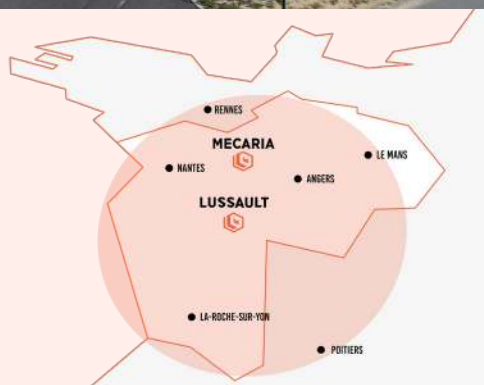 RENNES
MECARIA
LE MANS
NANTES
ANGERS
LUSSAULT
LA-ROCHE-SUR-YON
POITIERS